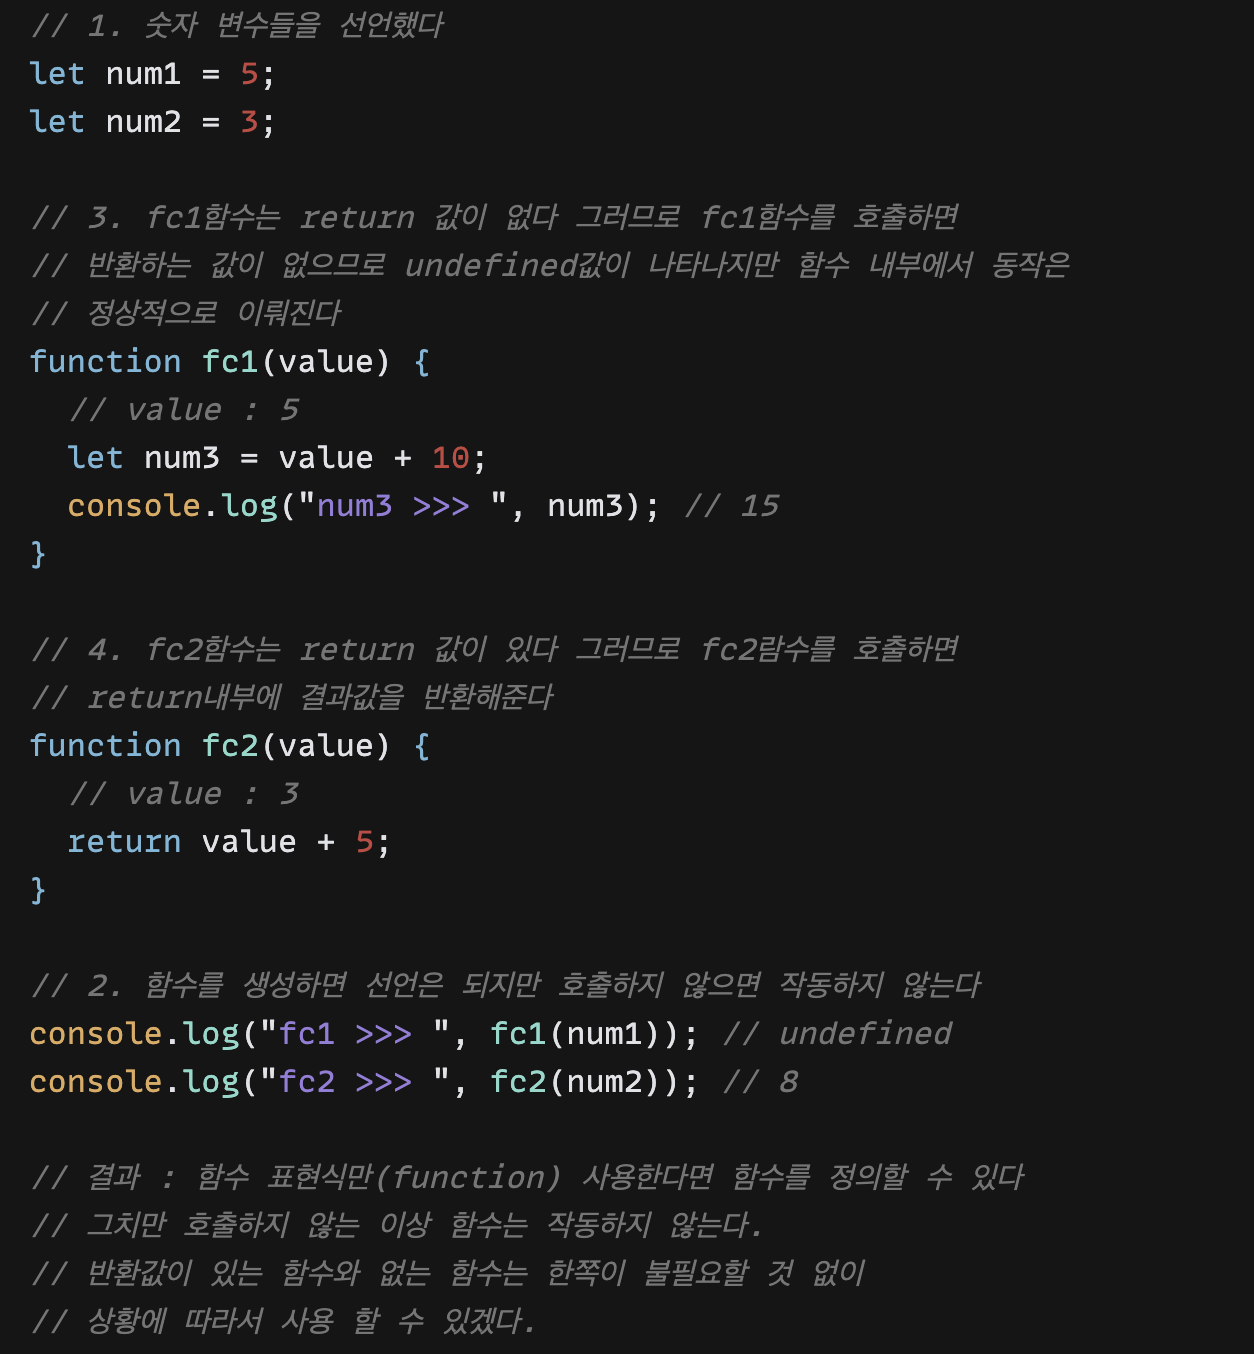 // 1. 숫자 변수들을 선언했다
let num1 = 5;
let num2 = 3;
// 3. fc1함수는 return 값이 없다 그러므로 fc1함수를 호출하면
// 반환하는 값이 없으므로 undefined값이 나타나지만 함수 내부에서 동작은
// 정상적으로 이뤄진다
function fc1(value) {
// value : 5
let num3 = value + 10;
console.log("num3 >>> ", num3); // 15
}
// 4. fc2함수는 return 값이 있다 그러므로 fc2람수를 호출하면
// return내부에 결과값을 반환해준다
function fc2(value) {
// value : 3
return value + 5;
}
// 2. 함수를 생성하면 선언은 되지만 호출하지 않으면 작동하지 않는다
console.log("fc1 >>> ", fc1(num1)); // undefined
console.log("fc2 >>> ", fc2(num2)); // 8
// 결과 : 함수 표현식만(function) 사용한다면 함수를 정의할 수 있다
// 그치만 호출하지 않는 이상 함수는 작동하지 않는다.
// 반환값이 있는 함수와 없는 함수는 한쪽이 불필요할 것 없이
// 상황에 따라서 사용 할 수 있겠다.